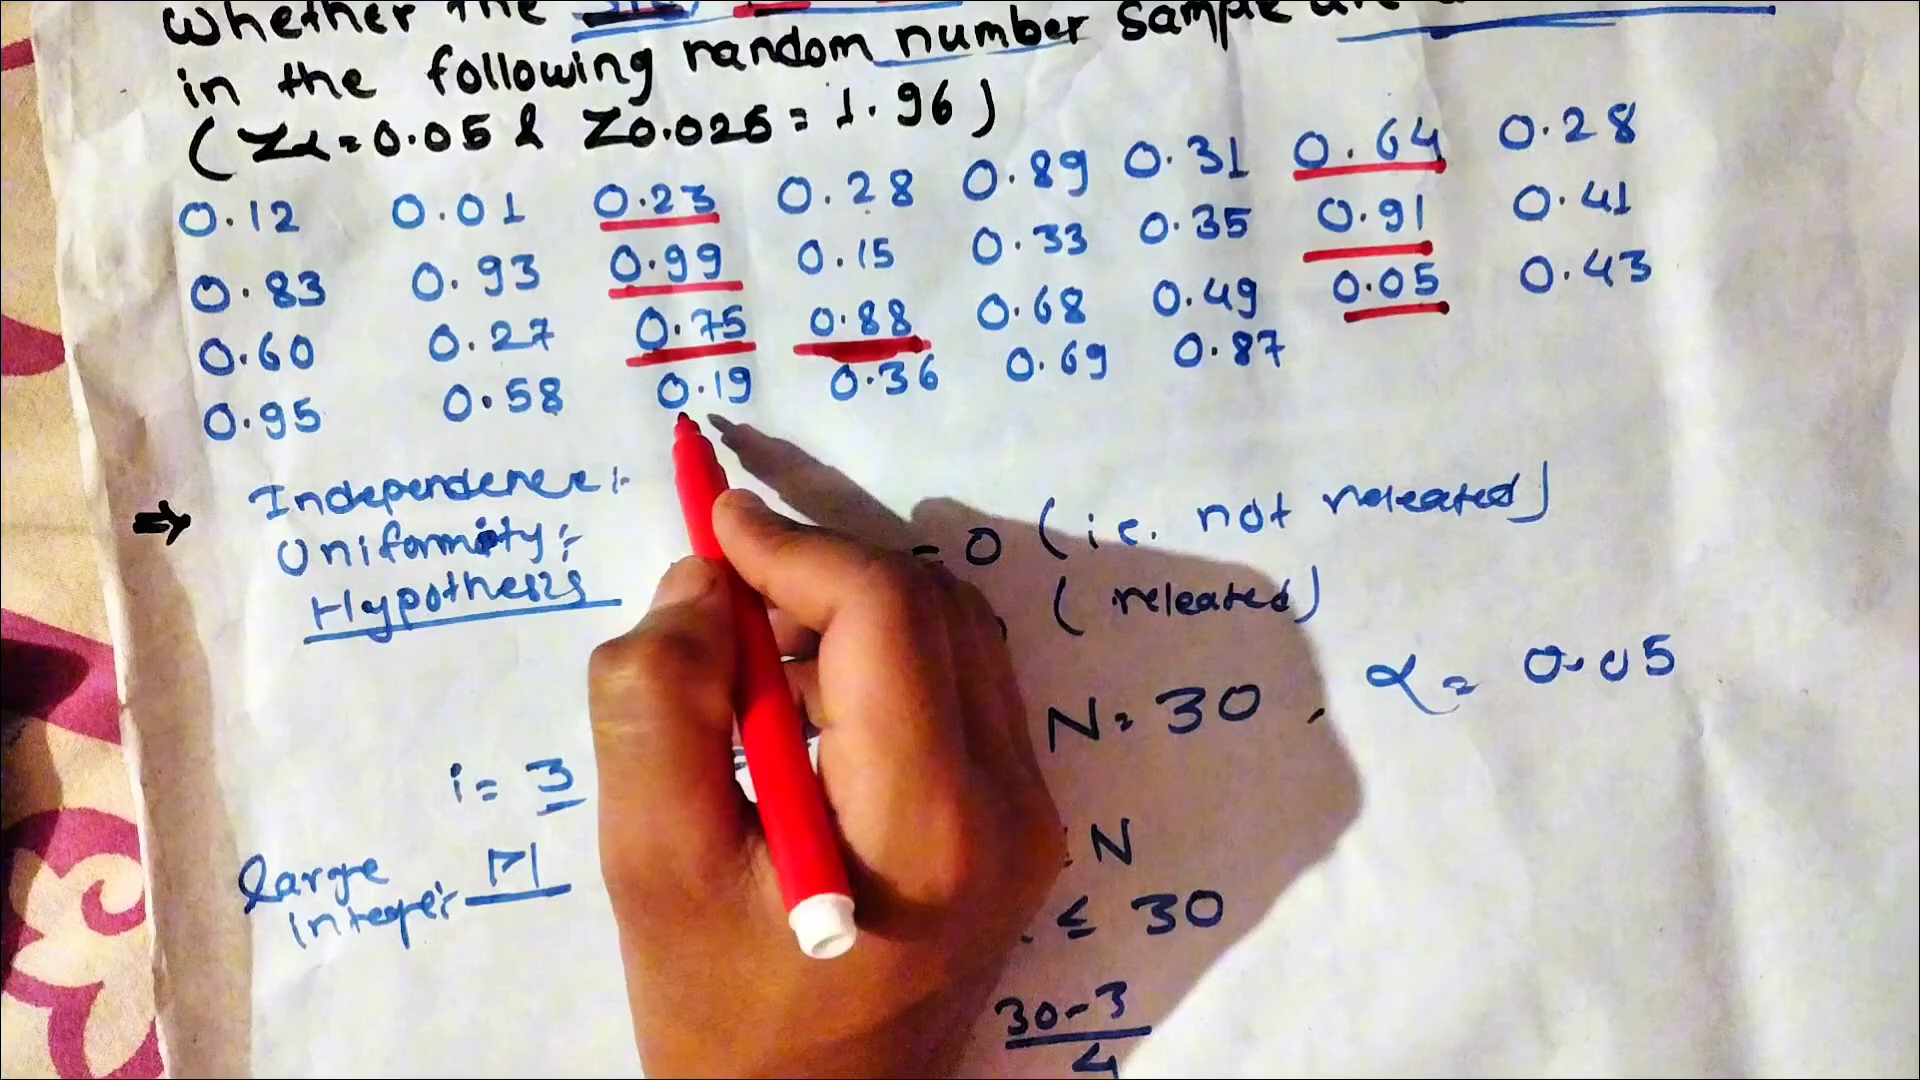 Whether the
in the following random number Sample are
(Zα=0.05 & Z0.025=1.96)
0.12 0.01 0.23 0.28 0.89 0.31 0.64 0.28
0.83 0.93 0.99 0.15 0.33 0.35 0.91 0.41
0.60 0.27 0.75 0.88 0.68 0.49 0.05 0.43
0.95 0.58 0.19 0.36 0.69 0.87
Independence:-
Uniformity:-
Hypothesis
= 0 (i.e. not releated)
(releated)
N=30, α=0.05
i=3
large
integer:- M
N
≤ 30
30-3
4